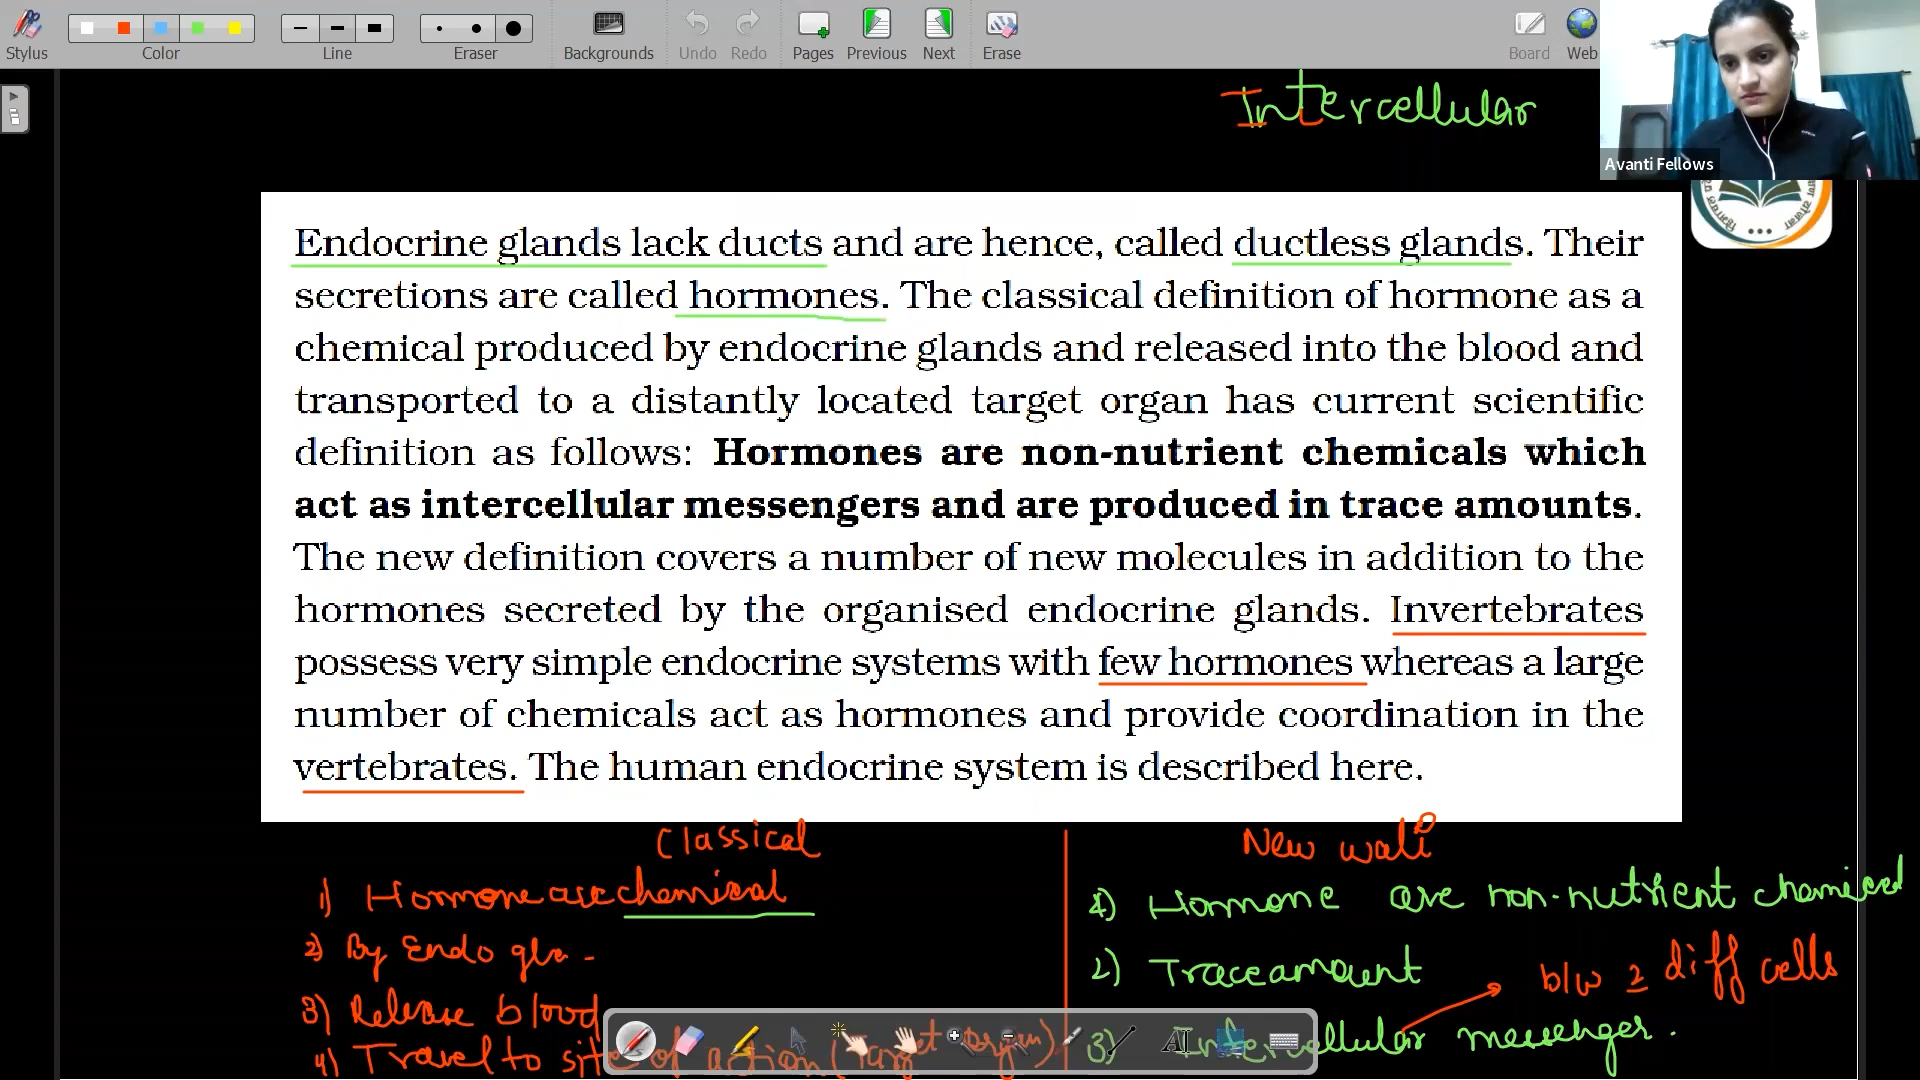 Stylus Color Line Eraser Backgrounds Undo Redo Pages Previous Next Erase Board Web
Intercellular
Avanti Fellows
Endocrine glands lack ducts and are hence, called ductless glands. Their
secretions are called hormones. The classical definition of hormone as a
chemical produced by endocrine glands and released into the blood and
transported to a distantly located target organ has current scientific
definition as follows: Hormones are non-nutrient chemicals which
act as intercellular messengers and are produced in trace amounts.
The new definition covers a number of new molecules in addition to the
hormones secreted by the organised endocrine glands. Invertebrates
possess very simple endocrine systems with few hormones whereas a large
number of chemicals act as hormones and provide coordination in the
vertebrates. The human endocrine system is described here.
Classical
1) Hormone are chemical
2) By Endo gla -
3) Release blood
4) Travel to site of action (Target organ)
New wali
1) Hormone are non-nutrient chemical
2) Trace amount
b/w 2 diff cells
3) Intercellular messenger.